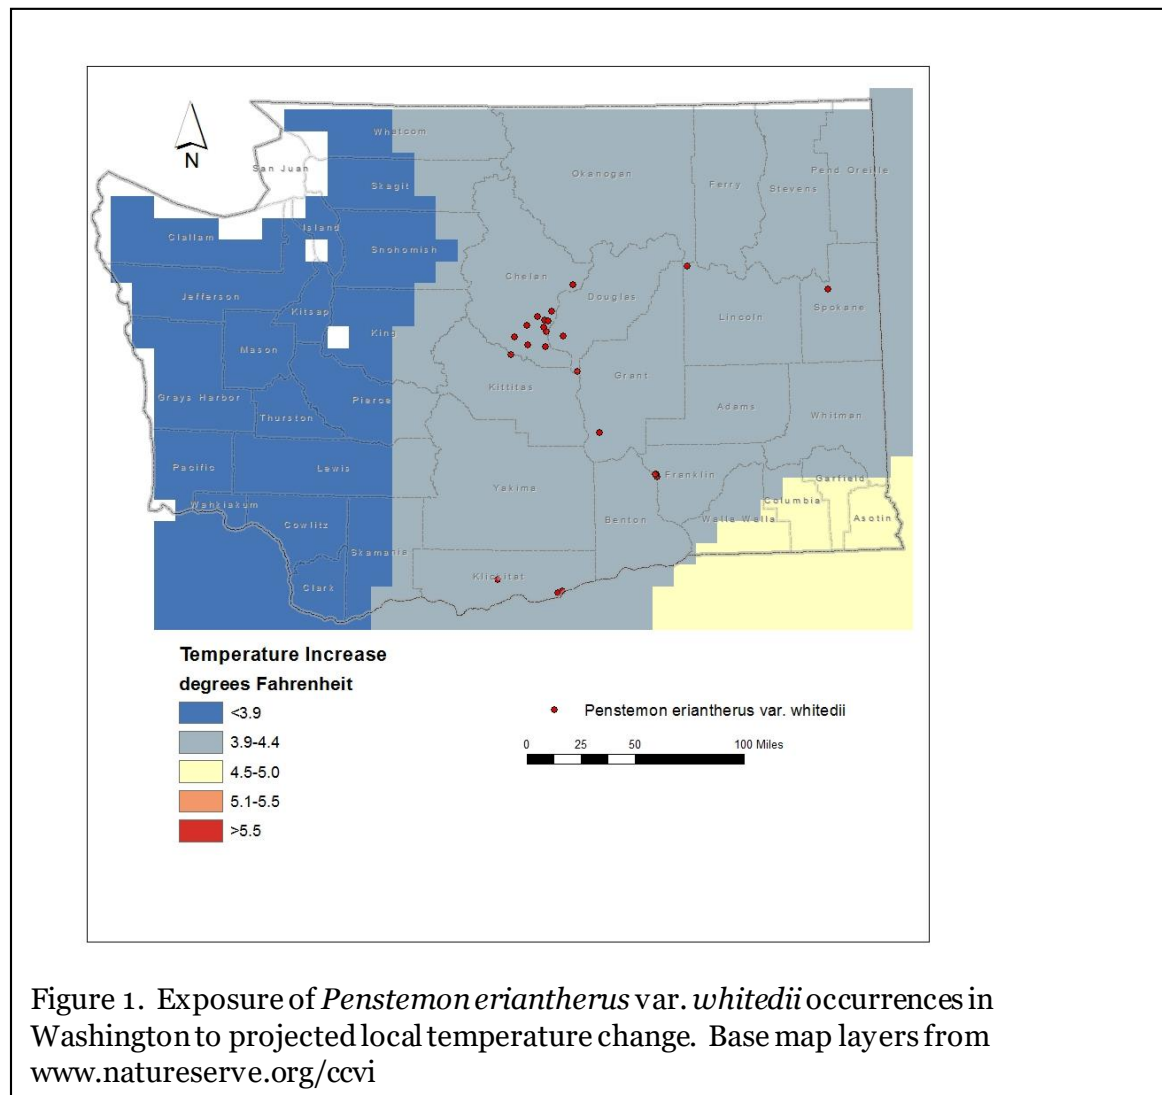 N
Whatcom
San Juan
Skagit
Okanogan
Ferry
Stevens
Pend Oreille
Island
Clallam
Snohomish
Chelan
Douglas
Jefferson
Kitsap
King
Lincoln
Spokane
Mason
Kittitas
Grant
Grays Harbor
Thurston
Pierce
Adams
Whitman
Pacific
Lewis
Yakima
Franklin
Garfield
Columbia
Wahkiakum
Cowlitz
Benton
Walla Walla
Asotin
Skamania
Klickitat
Clark
Temperature Increase
degrees Fahrenheit
<3.9
3.9-4.4
4.5-5.0
5.1-5.5
>5.5
Penstemon eriantherus var. whitedii
0 25 50 100 Miles
Figure 1. Exposure of Penstemon eriantherus var. whitedii occurrences in
Washington to projected local temperature change. Base map layers from
www.natureserve.org/ccvi